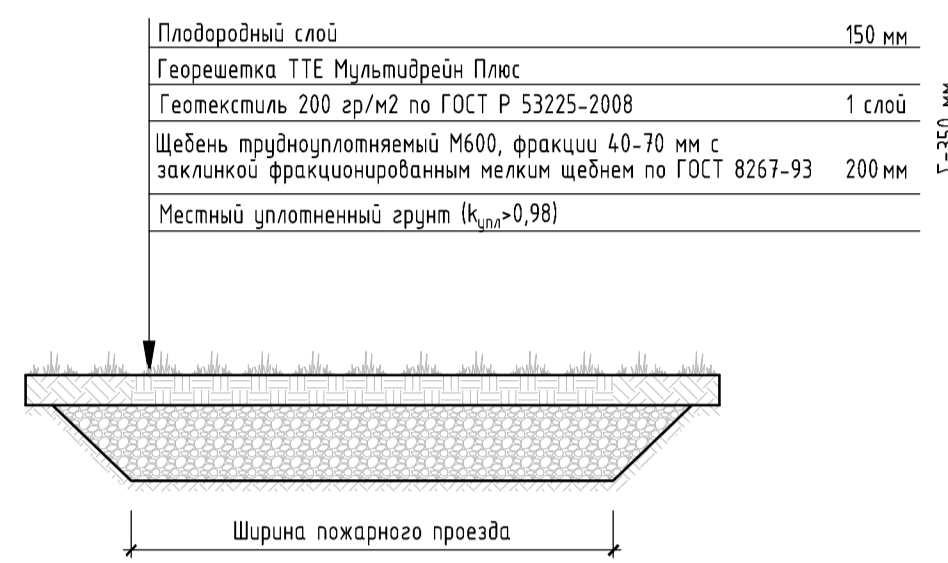 Плодородный слой 150 мм
Георешетка ТТЕ Мультидрейн Плюс
Геотекстиль 200 гр/м2 по ГОСТ Р 53225-2008 1 слой
Щебень трудноуплотняемый М600, фракции 40-70 мм с
заклинкой фракционированным мелким щебнем по ГОСТ 8267-93 200 мм
Местный уплотненный грунт (kупл>0,98)
Ширина пожарного проезда